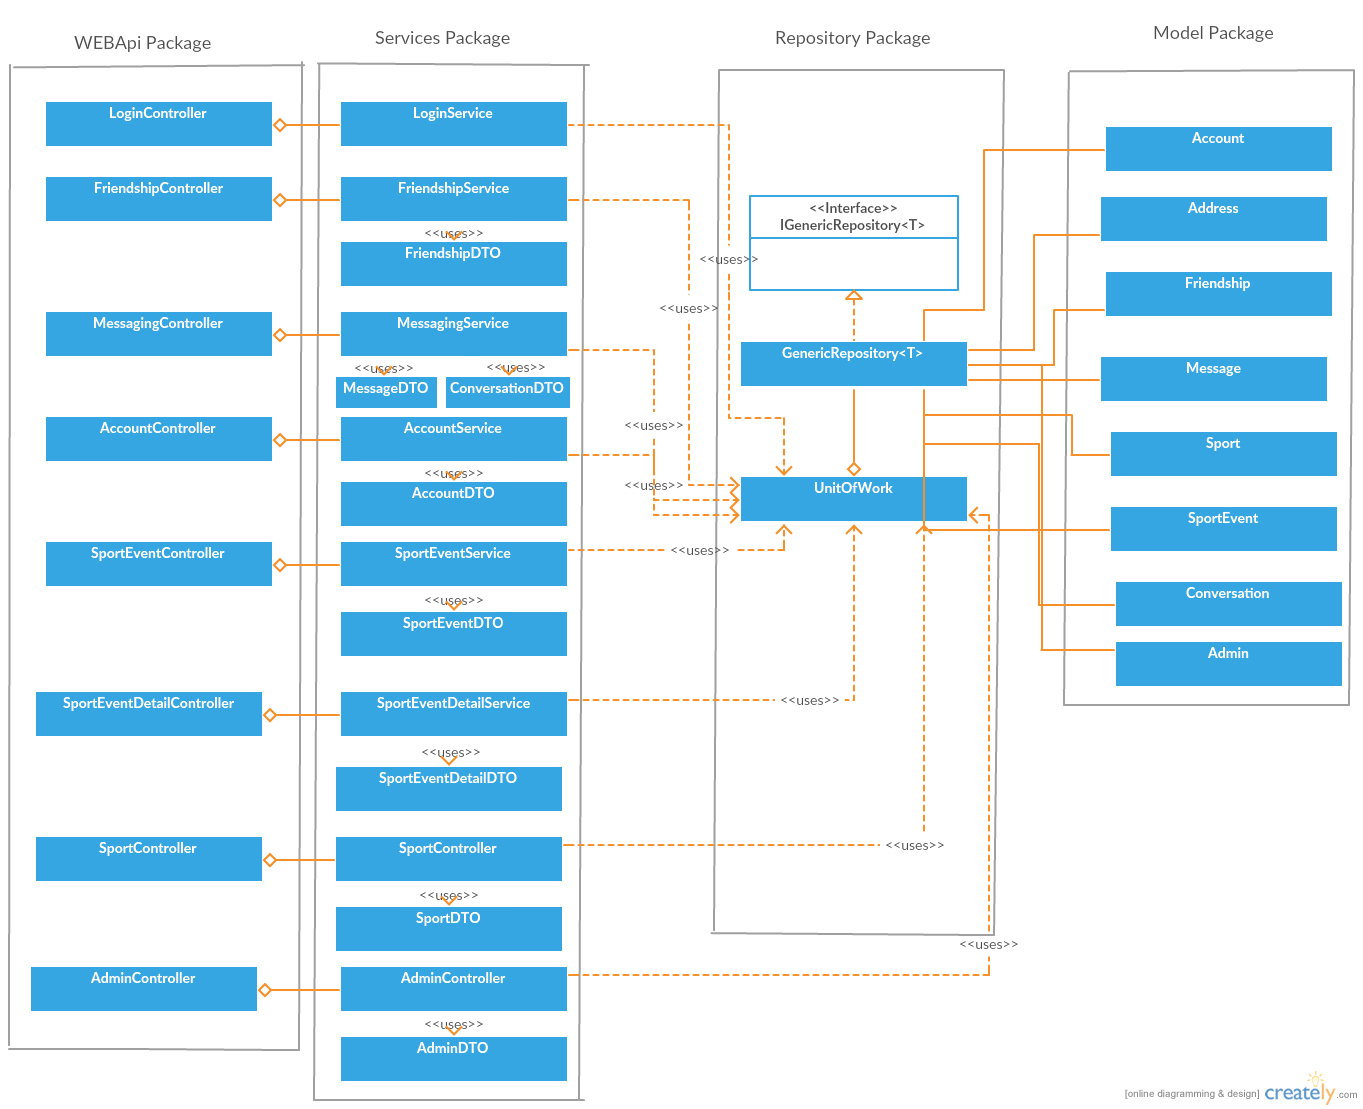 WEBApi Package
Services Package
Repository Package
Model Package
LoginController
LoginService
FriendshipController
FriendshipService
<<uses>>
FriendshipDTO
MessagingController
MessagingService
<<uses>>
<<uses>>
MessageDTO
ConversationDTO
AccountController
AccountService
<<uses>>
AccountDTO
SportEventController
SportEventService
<<uses>>
SportEventDTO
SportEventDetailController
SportEventDetailService
<<uses>>
SportEventDetailDTO
SportController
SportController
<<uses>>
SportDTO
AdminController
AdminController
<<uses>>
AdminDTO
<<uses>>
<<uses>>
<<uses>>
<<uses>>
<<uses>>
<<uses>>
<<uses>>
<<uses>>
<<Interface>>
IGenericRepository<T>
GenericRepository<T>
UnitOfWork
Account
Address
Friendship
Message
Sport
SportEvent
Conversation
Admin
[online diagramming & design] creately.com